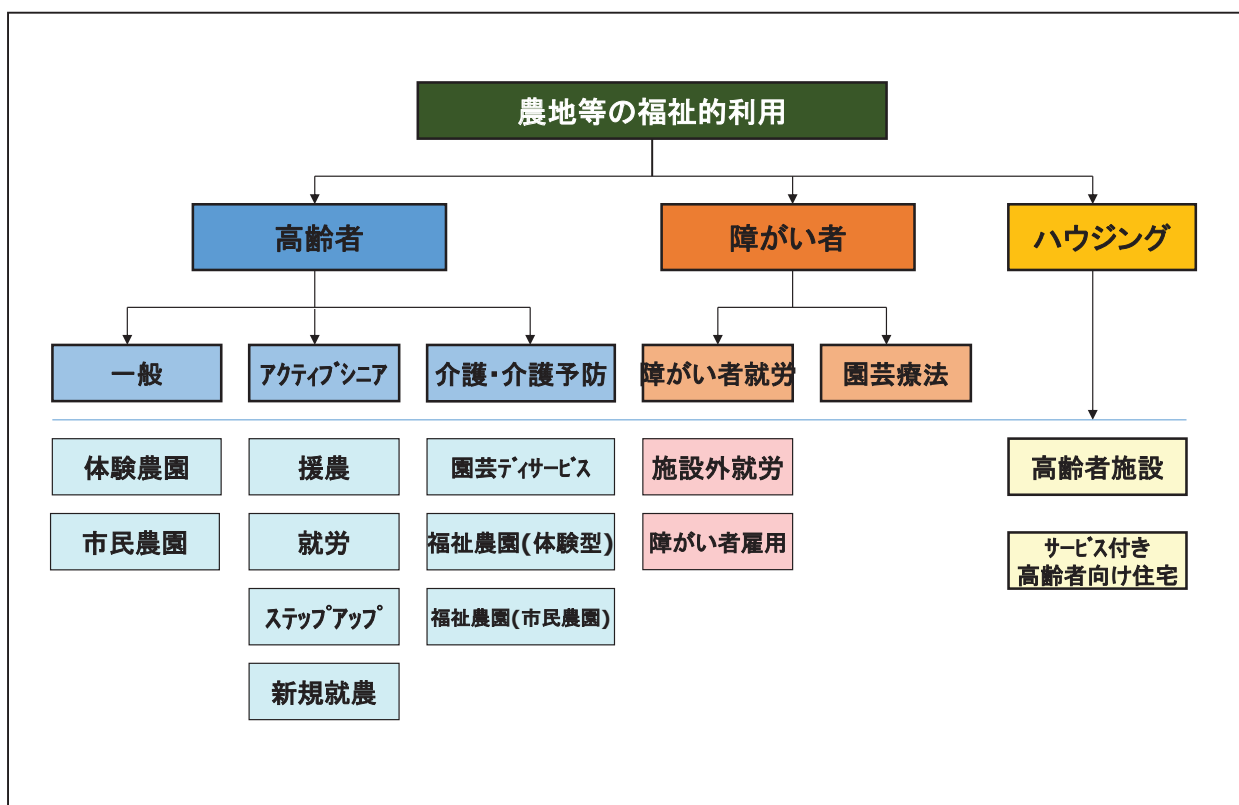 農地等の福祉的利用
高齢者
障がい者
ハウジング
一般
ｱｸﾃｨﾌﾞｼﾆｱ
介護・介護予防
障がい者就労
園芸療法
体験農園
援農
園芸ﾃﾞｨｻｰﾋﾞｽ
施設外就労
高齢者施設
市民農園
就労
福祉農園(体験型)
障がい者雇用
ｻｰﾋﾞｽ付き
高齢者向け住宅
ｽﾃｯﾌﾟｱｯﾌﾟ
福祉農園(市民農園)
新規就農